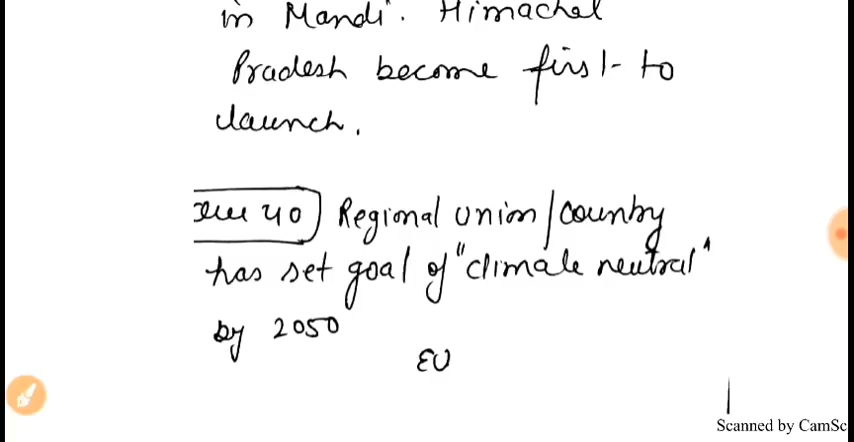 in Mandi. Himachal
Pradesh become first to
launch.
40) Regional union/country
has set goal of "climate neutral"
by 2050
EU
Scanned by CamSc